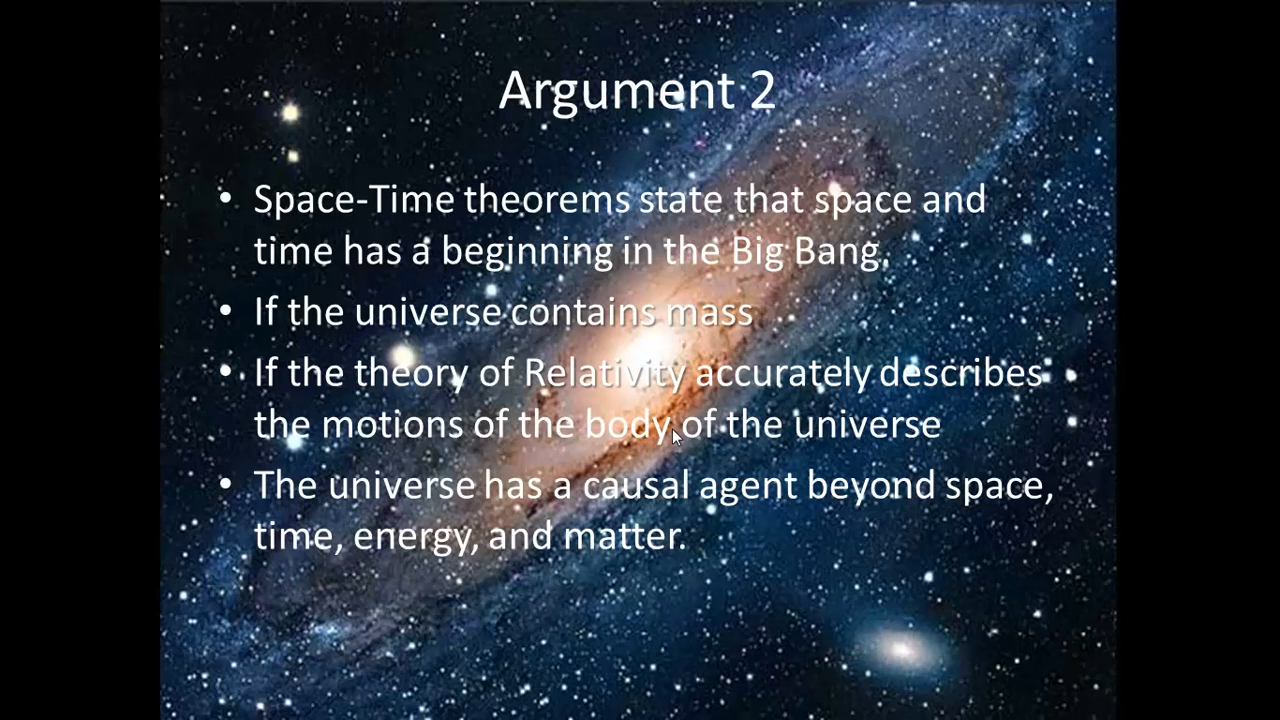 Argument 2
• Space-Time theorems state that space and
time has a beginning in the Big Bang.
• If the universe contains mass
• If the theory of Relativity accurately describes
the motions of the body of the universe
• The universe has a causal agent beyond space,
time, energy, and matter.